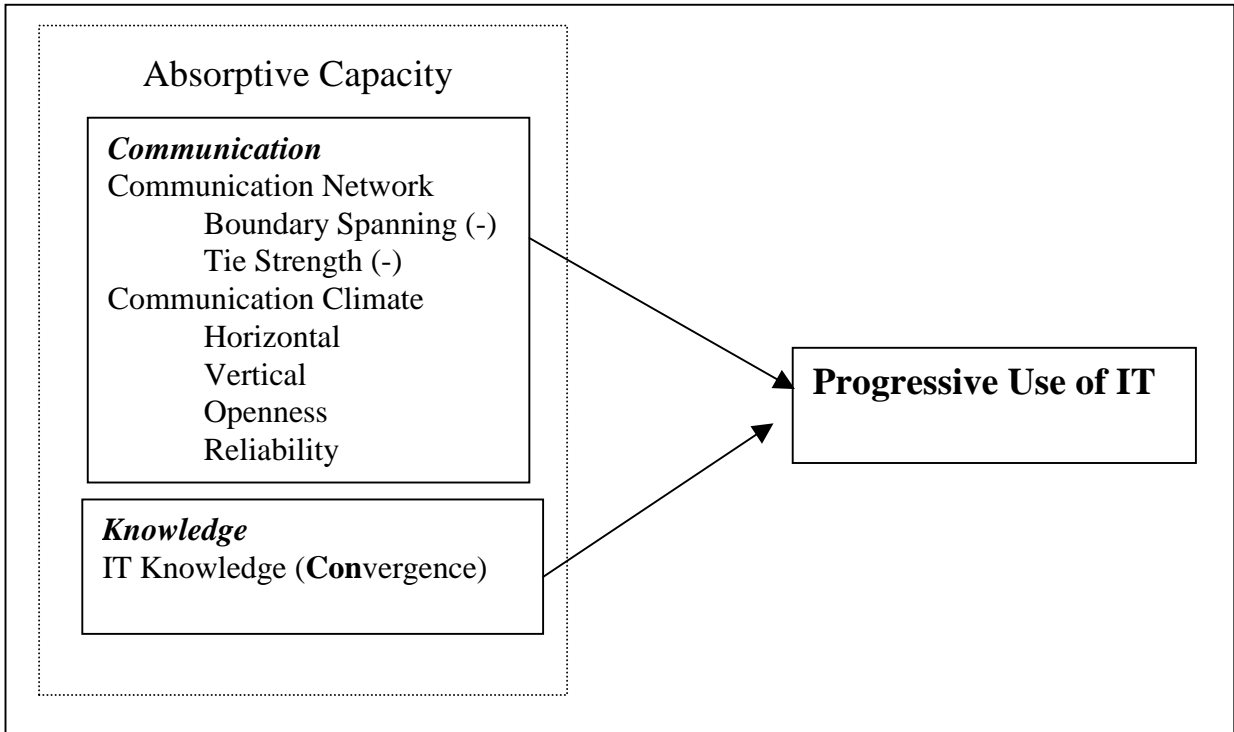 Absorptive Capacity
Communication
Communication Network
Boundary Spanning (-)
Tie Strength (-)
Communication Climate
Horizontal
Vertical
Openness
Reliability
Progressive Use of IT
Knowledge
IT Knowledge (Convergence)